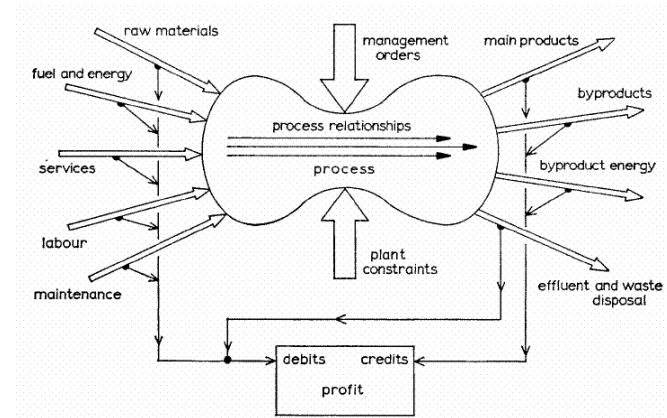 raw materials
fuel and energy
services
labour
maintenance
management
orders
process relationships
process
plant
constraints
main products
byproducts
byproduct energy
effluent and waste
disposal
debits credits
profit